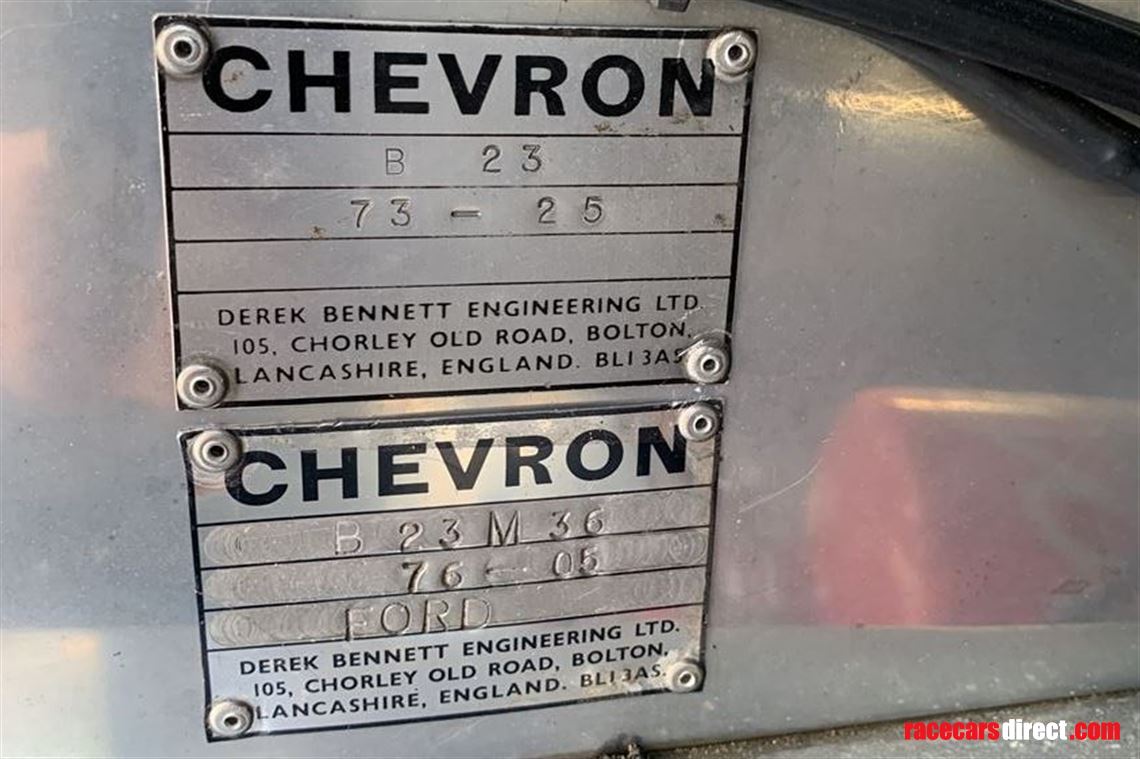 CHEVRON
B 23
73 - 25
DEREK BENNETT ENGINEERING LTD.
105, CHORLEY OLD ROAD, BOLTON,
LANCASHIRE, ENGLAND. BL1 3AS.
CHEVRON
B 23 M 36
76 - 05
FORD
DEREK BENNETT ENGINEERING LTD.
105, CHORLEY OLD ROAD, BOLTON,
LANCASHIRE, ENGLAND. BL1 3AS.
racecarsdirect.com